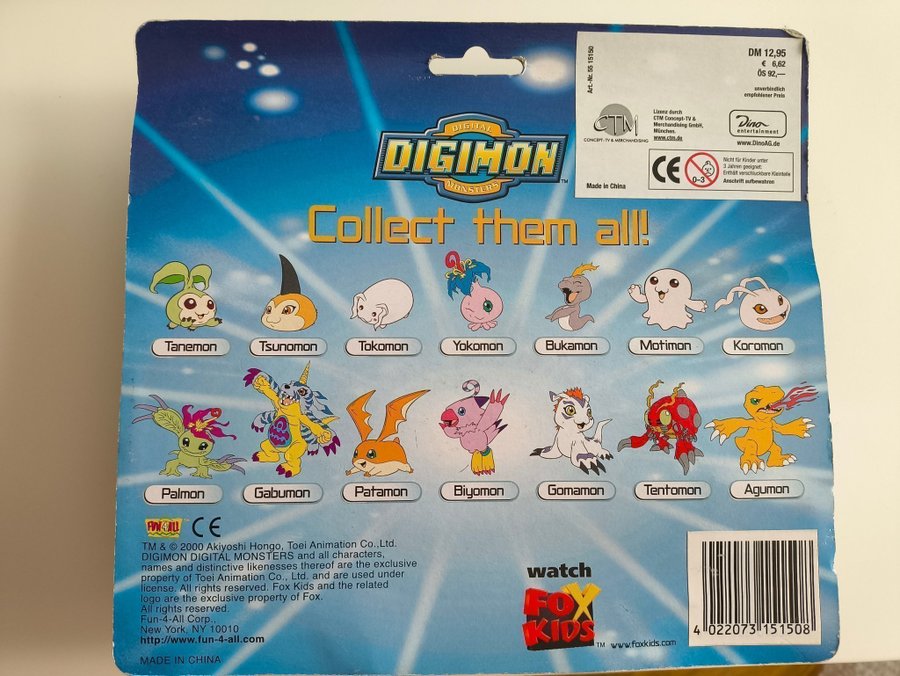 Art.-Nr. 55 15150
DM 12,95
€ 6,62
ÖS 92,—
unverbindlich
empfohlener Preis
CTM
CONCEPT-TV & MERCHANDISING
Lizenz durch
CTM Concept-TV &
Merchandising GmbH,
München.
www.ctm.de
Dino
entertainment
www.DinoAG.de
Made in China
CE
0-3
Nicht für Kinder unter
3 Jahren geeignet:
Enthält verschluckbare Kleinteile
Anschrift aufbewahren
DIGITAL
DIGIMON
MONSTERS
TM
Collect them all!
Tanemon Tsunomon Tokomon Yokomon Bukamon Motimon Koromon
Palmon Gabumon Patamon Biyomon Gomamon Tentomon Agumon
FUN 4 ALL CE
TM & © 2000 Akiyoshi Hongo, Toei Animation Co.,Ltd.
DIGIMON DIGITAL MONSTERS and all characters,
names and distinctive likenesses thereof are the exclusive
property of Toei Animation Co., Ltd. and are used under
license. All rights reserved. Fox Kids and the related
logo are the exclusive property of Fox.
All rights reserved.
Fun-4-All Corp.,
New York, NY 10010
http://www.fun-4-all.com
MADE IN CHINA
watch
FOX
KIDS
TM www.foxkids.com
4 022073 151508